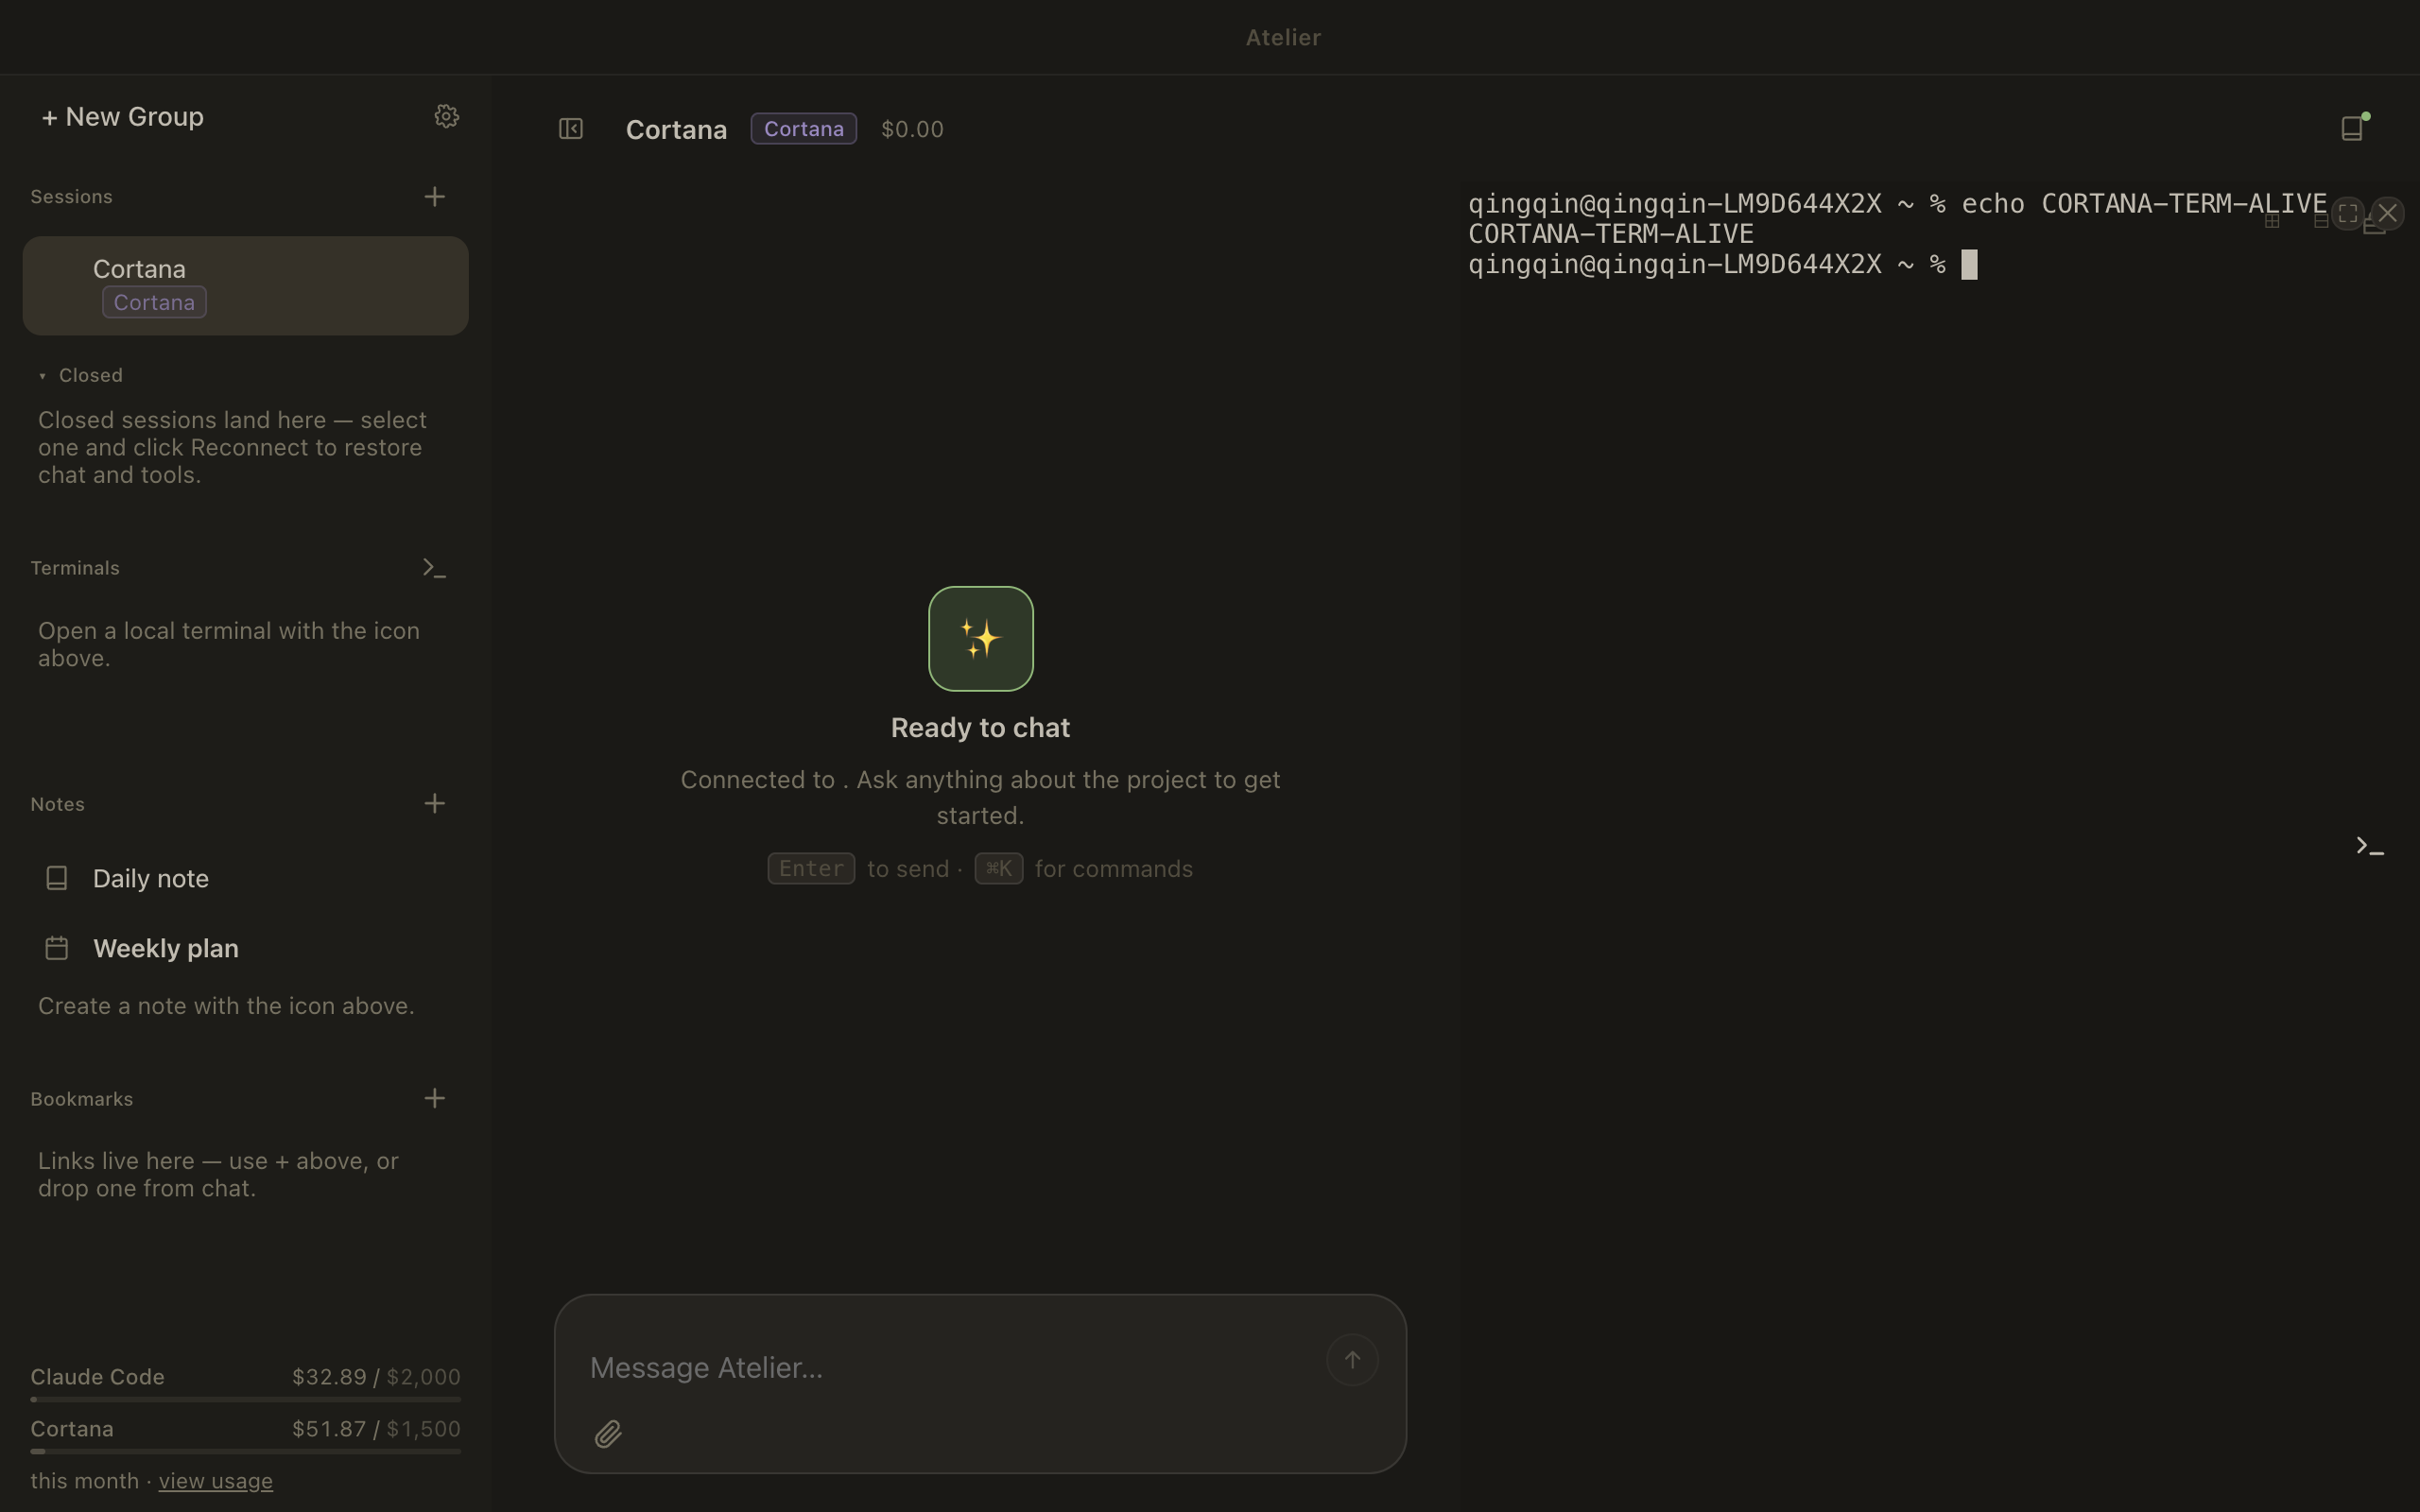 Atelier
+ New Group
Sessions
Cortana
Cortana
Closed
Closed sessions land here — select
one and click Reconnect to restore
chat and tools.
Terminals
Open a local terminal with the icon
above.
Notes
Daily note
Weekly plan
Create a note with the icon above.
Bookmarks
Links live here — use + above, or
drop one from chat.
Claude Code $32.89 / $2,000
Cortana $51.87 / $1,500
this month · view usage
Cortana Cortana $0.00
Ready to chat
Connected to . Ask anything about the project to get
started.
Enter to send · ⌘K for commands
Message Atelier...
qingqin@qingqin-LM9D644X2X ~ % echo CORTANA-TERM-ALIVE
CORTANA-TERM-ALIVE
qingqin@qingqin-LM9D644X2X ~ %